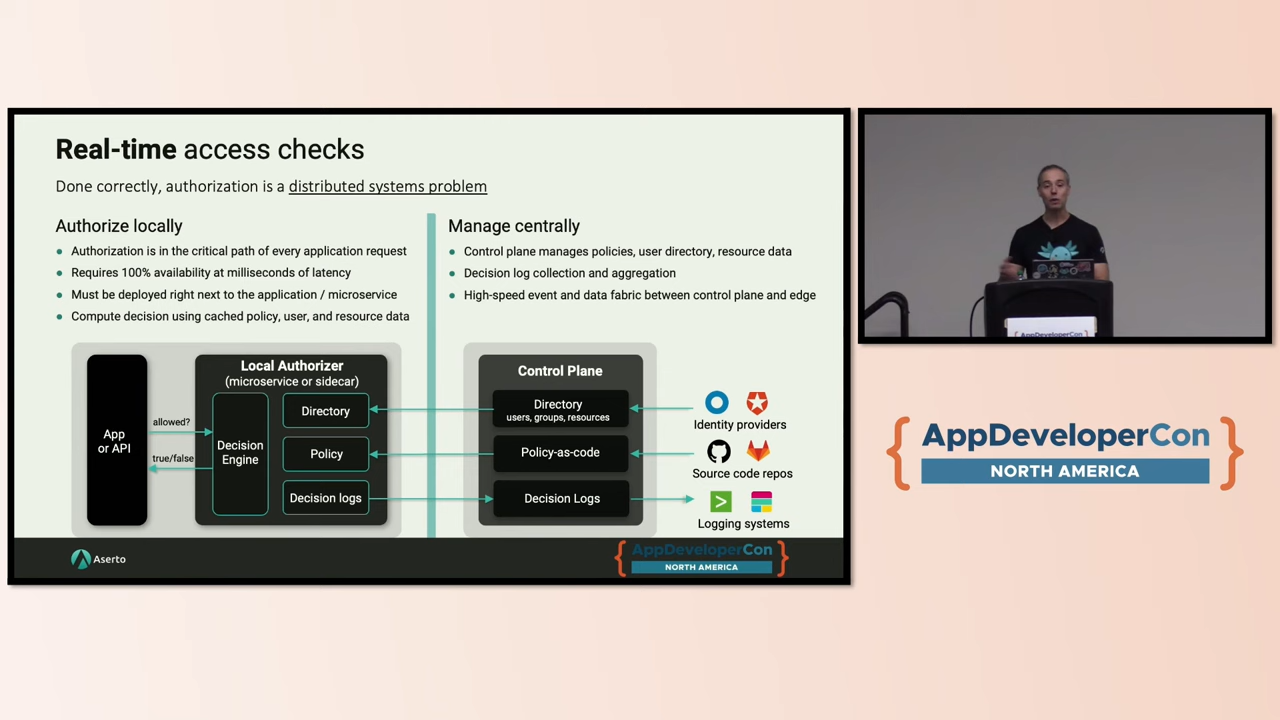 Real-time access checks
Done correctly, authorization is a distributed systems problem
Authorize locally
Authorization is in the critical path of every application request
Requires 100% availability at milliseconds of latency
Must be deployed right next to the application / microservice
Compute decision using cached policy, user, and resource data
Manage centrally
Control plane manages policies, user directory, resource data
Decision log collection and aggregation
High-speed event and data fabric between control plane and edge
App
or API
allowed?
true/false
Local Authorizer
(microservice or sidecar)
Decision
Engine
Directory
Policy
Decision logs
Control Plane
Directory
users, groups, resources
Policy-as-code
Decision Logs
Identity providers
Source code repos
Logging systems
Aserto
AppDeveloperCon
NORTH AMERICA
AppDeveloperCon
AppDeveloperCon
NORTH AMERICA